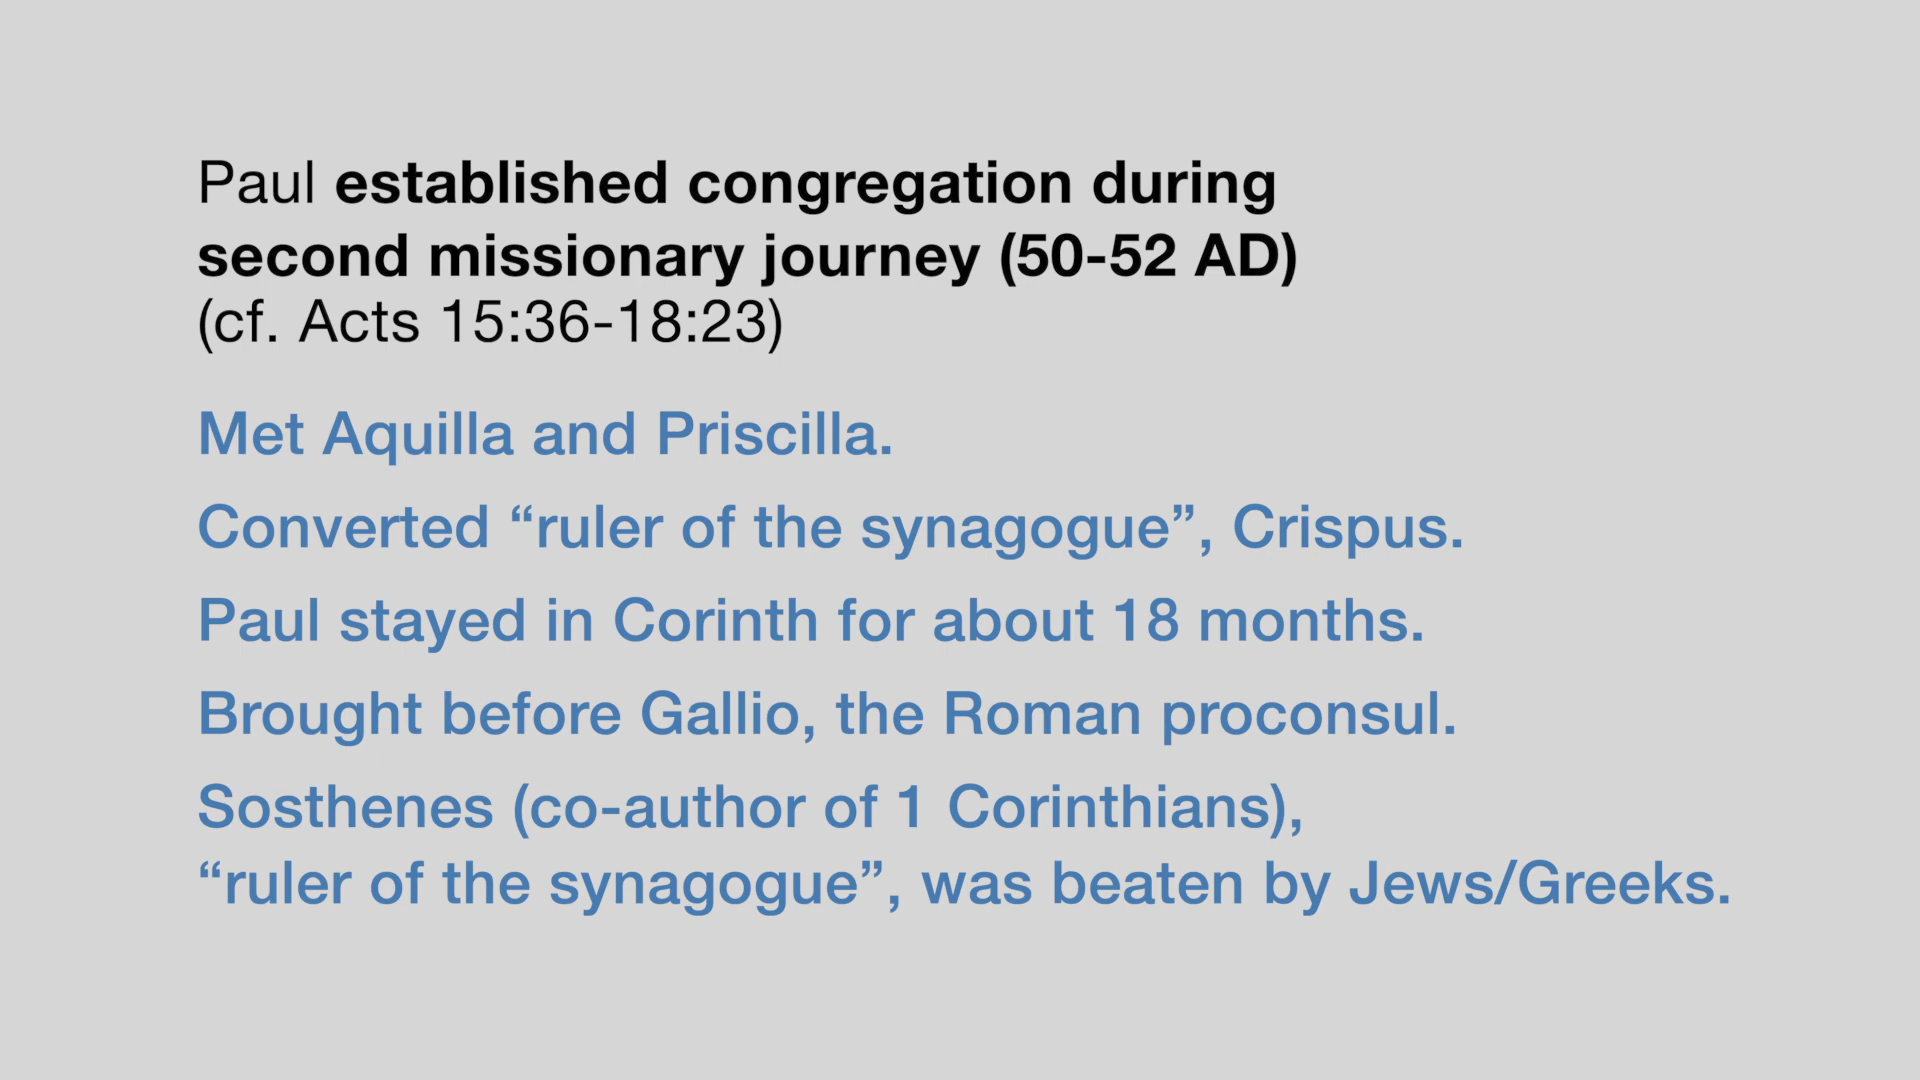 Paul established congregation during
second missionary journey (50-52 AD)
(cf. Acts 15:36-18:23)
Met Aquilla and Priscilla.
Converted “ruler of the synagogue”, Crispus.
Paul stayed in Corinth for about 18 months.
Brought before Gallio, the Roman proconsul.
Sosthenes (co-author of 1 Corinthians),
“ruler of the synagogue”, was beaten by Jews/Greeks.